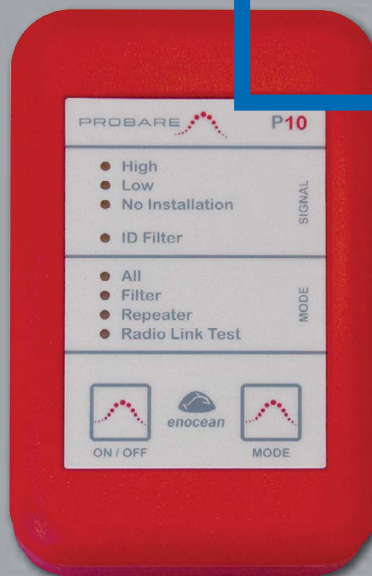 PROBARE P10
High
Low
No Installation
ID Filter
SIGNAL
All
Filter
Repeater
Radio Link Test
MODE
enocean
ON / OFF MODE